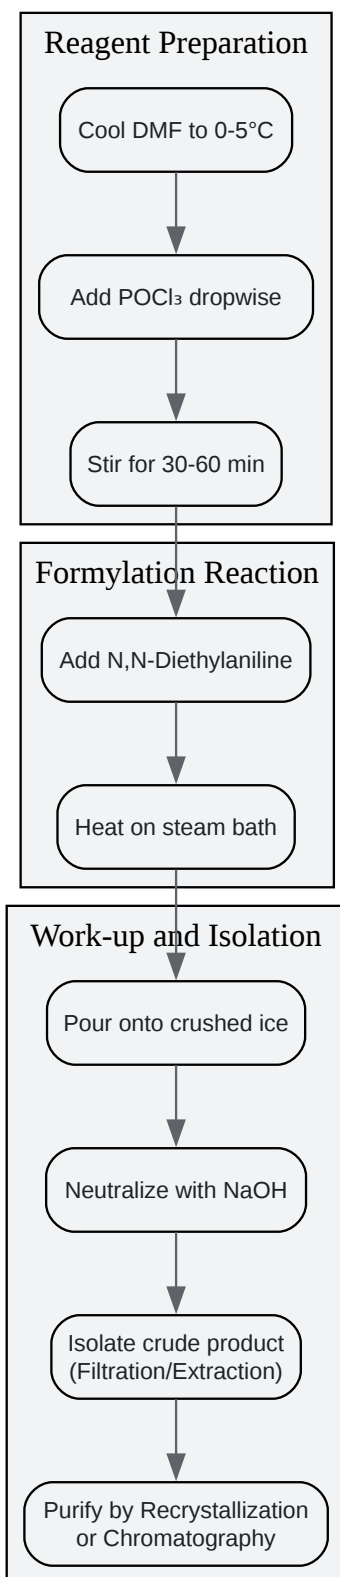 Reagent Preparation
Cool DMF to 0-5°C
Add POCl₃ dropwise
Stir for 30-60 min
Formylation Reaction
Add N,N-Diethylaniline
Heat on steam bath
Work-up and Isolation
Pour onto crushed ice
Neutralize with NaOH
Isolate crude product
(Filtration/Extraction)
Purify by Recrystallization
or Chromatography